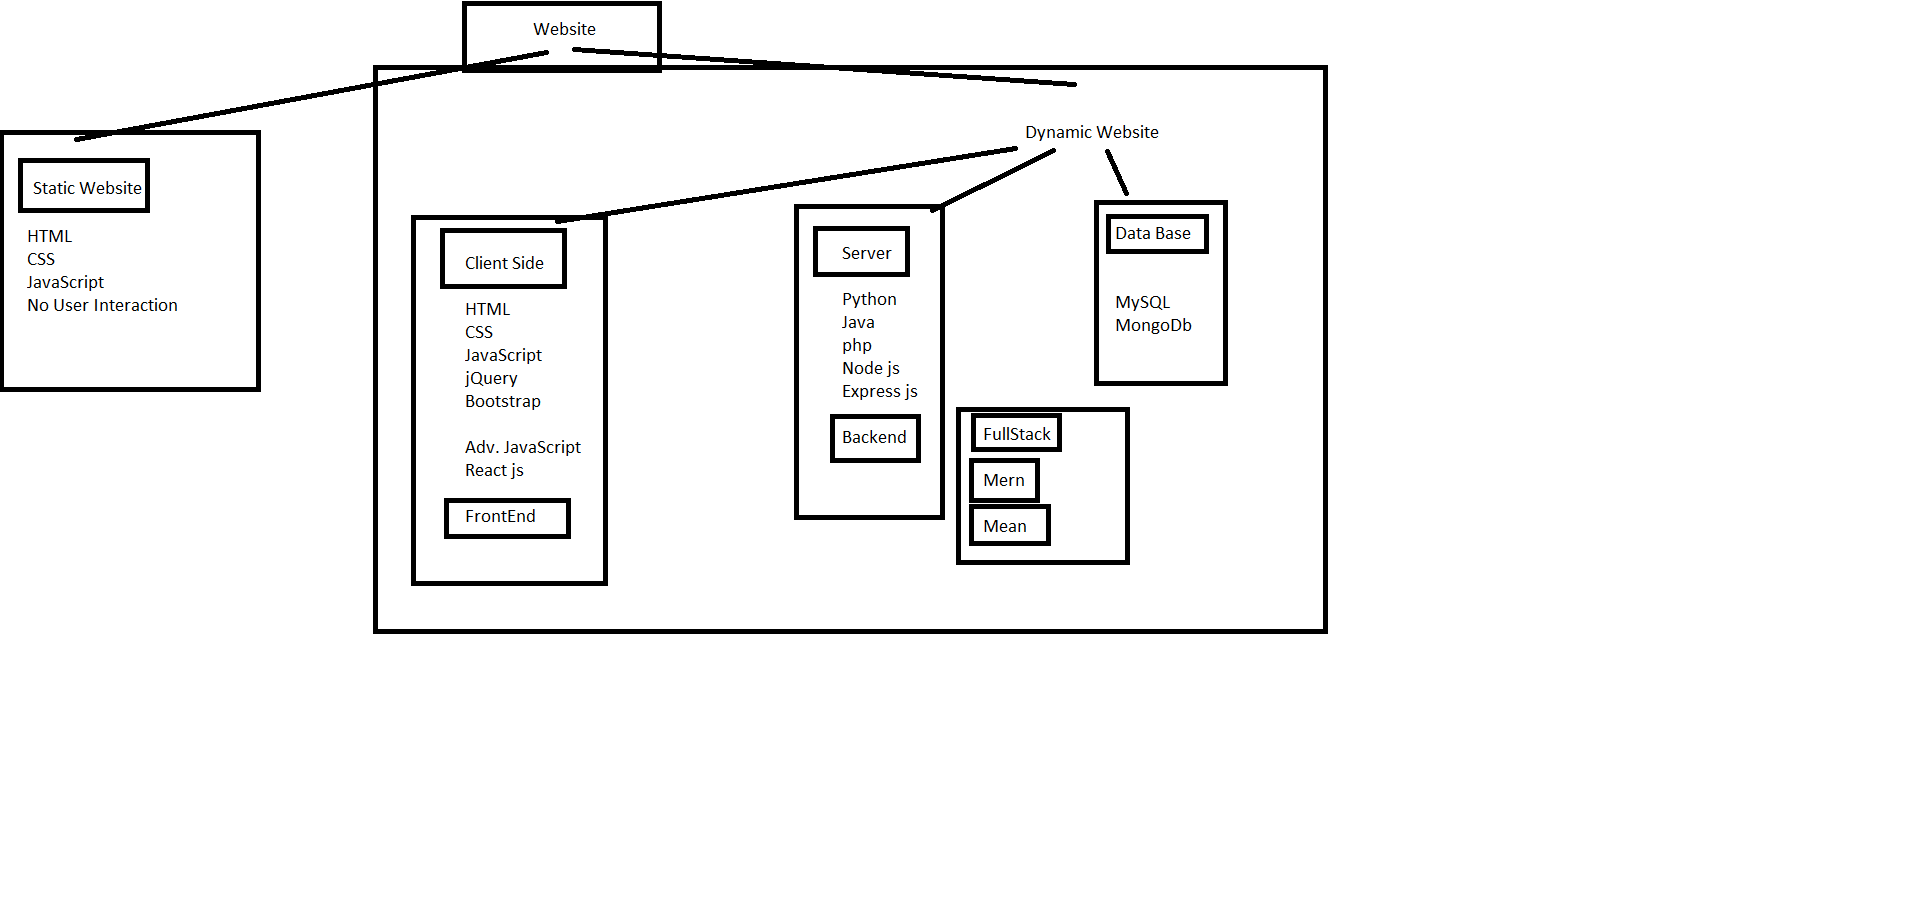 Website
Dynamic Website
Static Website
HTML
CSS
JavaScript
No User Interaction
Client Side
HTML
CSS
JavaScript
jQuery
Bootstrap
Adv. JavaScript
React js
FrontEnd
Server
Python
Java
php
Node js
Express js
Backend
Data Base
MySQL
MongoDb
FullStack
Mern
Mean